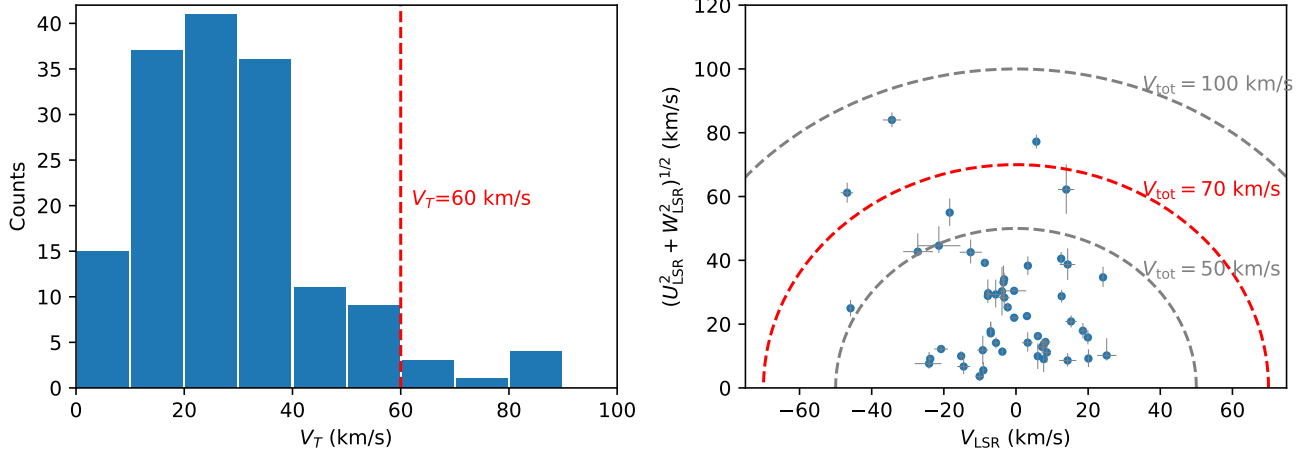 40
35
30
25
20
15
10
5
0
Counts
V_T=60 km/s
0 20 40 60 80 100
V_T (km/s)
120
100
80
60
40
20
0
(U²_LSR + W²_LSR)^{1/2} (km/s)
V_tot = 100 km/s
V_tot = 70 km/s
V_tot = 50 km/s
−60 −40 −20 0 20 40 60
V_LSR (km/s)